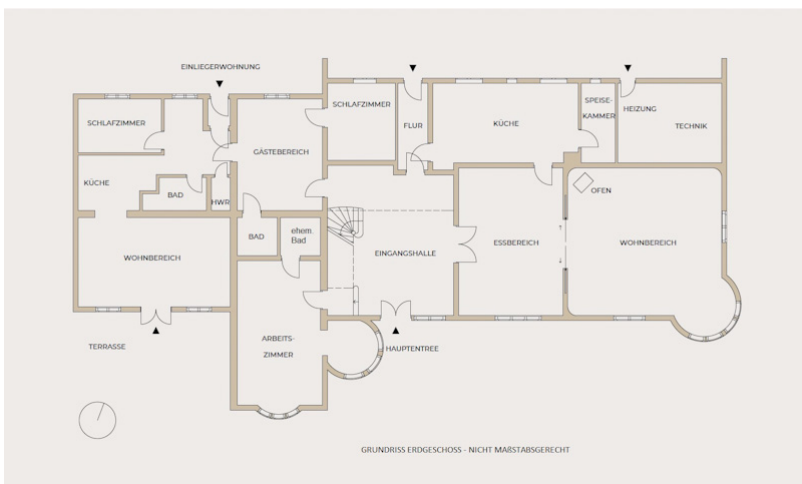 EINLIEGERWOHNUNG
SCHLAFZIMMER
SCHLAFZIMMER
FLUR
KÜCHE
SPEISE-
KAMMER
HEIZUNG
TECHNIK
GÄSTEBEREICH
KÜCHE
BAD
HWR
OFEN
BAD
ehem.
Bad
WOHNBEREICH
EINGANGSHALLE
ESSBEREICH
WOHNBEREICH
TERRASSE
ARBEITS-
ZIMMER
HAUPTENTREE
GRUNDRISS ERDGESCHOSS - NICHT MAßSTABSGERECHT